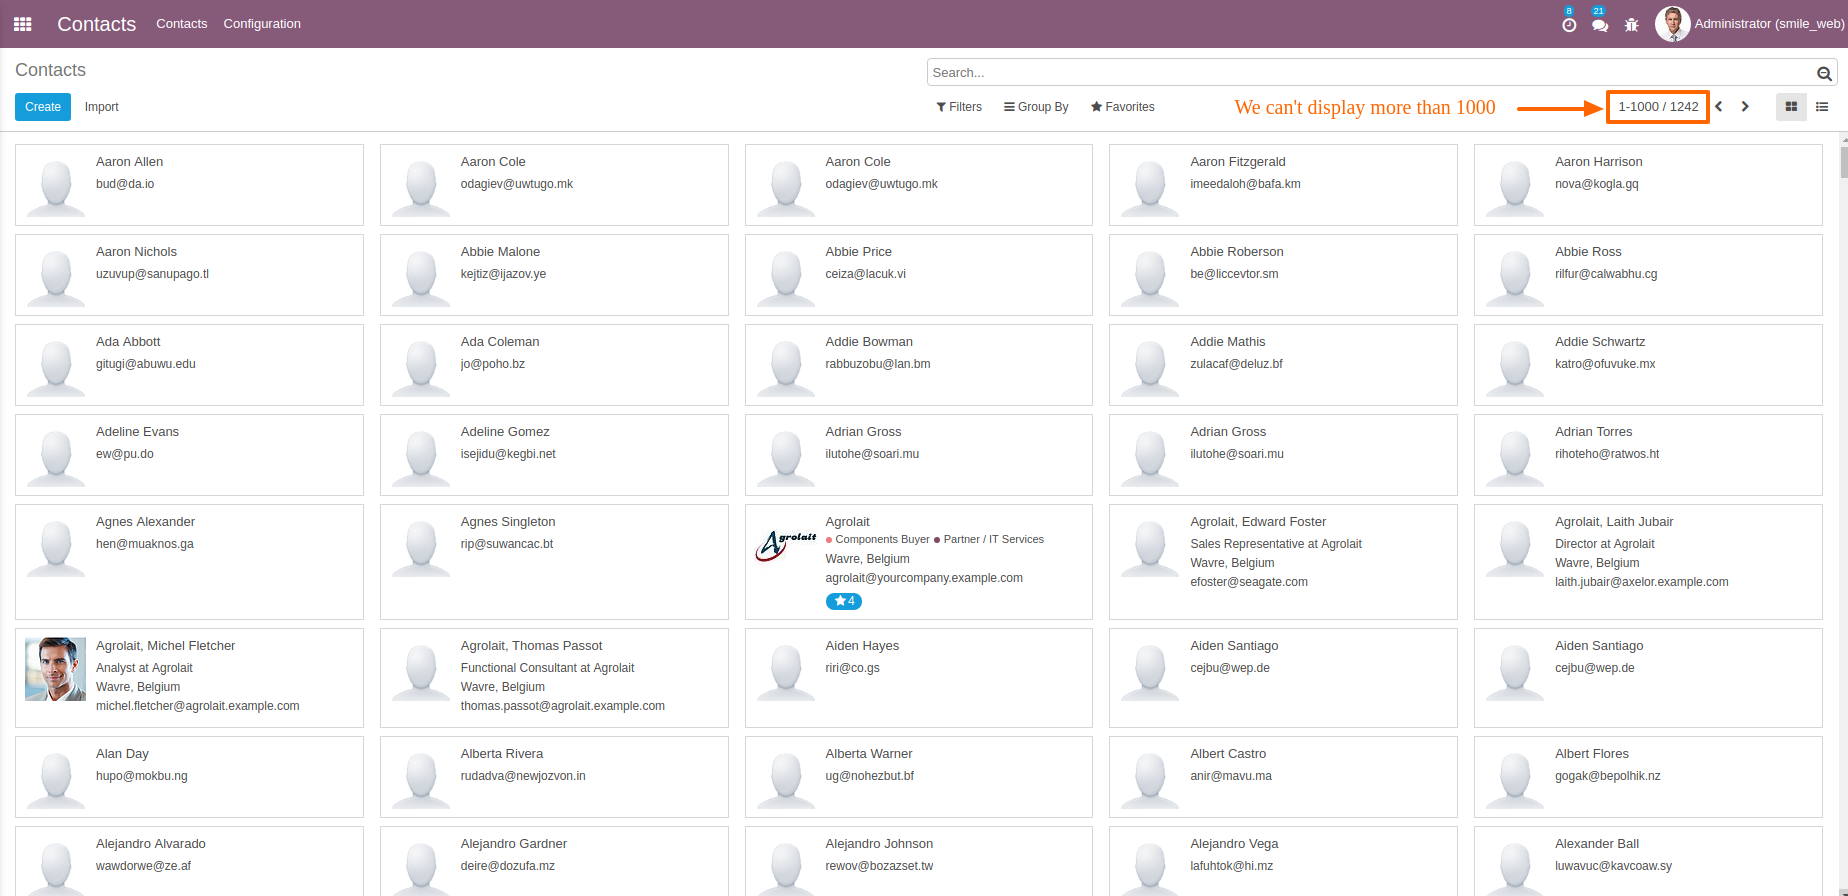 Contacts Contacts Configuration 8 21 Administrator (smile_web)
Contacts Search...
Create Import Filters Group By Favorites We can't display more than 1000 1-1000 / 1242
Aaron Allen Aaron Cole Aaron Cole Aaron Fitzgerald Aaron Harrison
bud@da.io odagiev@uwtugo.mk odagiev@uwtugo.mk imeedaloh@bafa.km nova@kogla.gq
Aaron Nichols Abbie Malone Abbie Price Abbie Roberson Abbie Ross
uzuvup@sanupago.tl kejtiz@ijazov.ye ceiza@lacuk.vi be@liccevtor.sm rilfur@calwabhu.cg
Ada Abbott Ada Coleman Addie Bowman Addie Mathis Addie Schwartz
gitugi@abuwu.edu jo@poho.bz rabbuzobu@lan.bm zulacaf@deluz.bf katro@ofuvuke.mx
Adeline Evans Adeline Gomez Adrian Gross Adrian Gross Adrian Torres
ew@pu.do isejidu@kegbi.net ilutohe@soari.mu ilutohe@soari.mu rihoteho@ratwos.ht
Agnes Alexander Agnes Singleton Agrolait Agrolait, Edward Foster Agrolait, Laith Jubair
hen@muaknos.ga rip@suwancac.bt Agrolait Components Buyer Partner / IT Services Sales Representative at Agrolait Director at Agrolait
Wavre, Belgium Wavre, Belgium Wavre, Belgium
agrolait@yourcompany.example.com efoster@seagate.com laith.jubair@axelor.example.com
4
Agrolait, Michel Fletcher Agrolait, Thomas Passot Aiden Hayes Aiden Santiago Aiden Santiago
Analyst at Agrolait Functional Consultant at Agrolait riri@co.gs cejbu@wep.de cejbu@wep.de
Wavre, Belgium Wavre, Belgium
michel.fletcher@agrolait.example.com thomas.passot@agrolait.example.com
Alan Day Alberta Rivera Alberta Warner Albert Castro Albert Flores
hupo@mokbu.ng rudadva@newjozvon.in ug@nohezbut.bf anir@mavu.ma gogak@bepolhik.nz
Alejandro Alvarado Alejandro Gardner Alejandro Johnson Alejandro Vega Alexander Ball
wawdorwe@ze.af deire@dozufa.mz rewov@bozazset.tw lafuhtok@hi.mz luwavuc@kavcoaw.sy